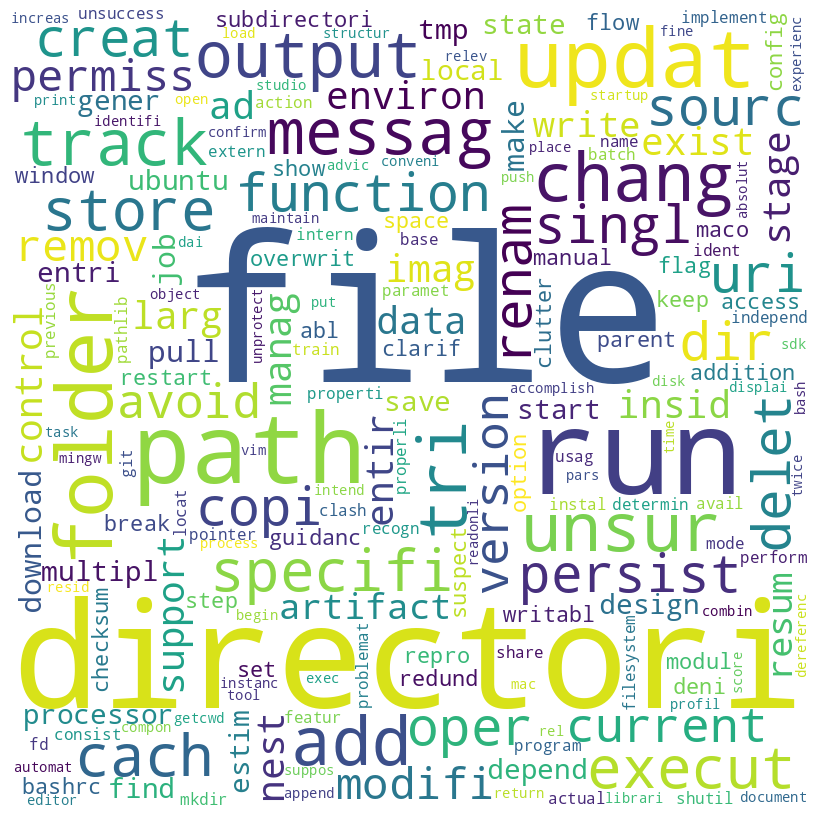 increas
unsuccess
subdirectori
tmp
state
flow
implement
creat
load
structur
fine
experienc
output
relev
local
updat
config
permiss
studio
print
gener
ad
action
open
environ
startup
sourc
identifi
confirm
messag
make
write
exist
track
extern
name
batch
place
window
ubuntu
show
advic
conveni
push
chang
stage
absolut
store
function
maintain
space
singl
maco
dai
intern
base
renam
manual
ident
remov
job
overwrit
imag
clutter
flag
uri
access
entri
object
file
paramet
keep
independ
control
previous
pathlib
larg
unprotect
put
data
parent
dir
sdk
folder
pull
manag
train
abl
clarif
addition
restart
properti
save
accomplish
disk
displai
avoid
start
insid
task
path
tri
entir
properli
version
run
delet
bash
mingw
git
vim
option
usag
time
twice
download
copi
intend
pars
locat
clash
recogn
instal
determin
avail
break
pointer
guidanc
unsur
mode
process
readonli
perform
multipl
support
specifi
suspect
persist
resid
step
begin
artifact
writabl
design
combin
resum
checksum
directori
problemat
repro
share
filesystem
modul
score
dereferenc
set
instanc
exec
redund
mac
deni
profil
tool
processor
estim
nest
featur
add
oper
rel
current
consist
getcwd
fd
compon
program
cach
automat
suppos
modifi
depend
execut
bashrc
find
mkdir
append
return
actual
librari
shutil
document
editor